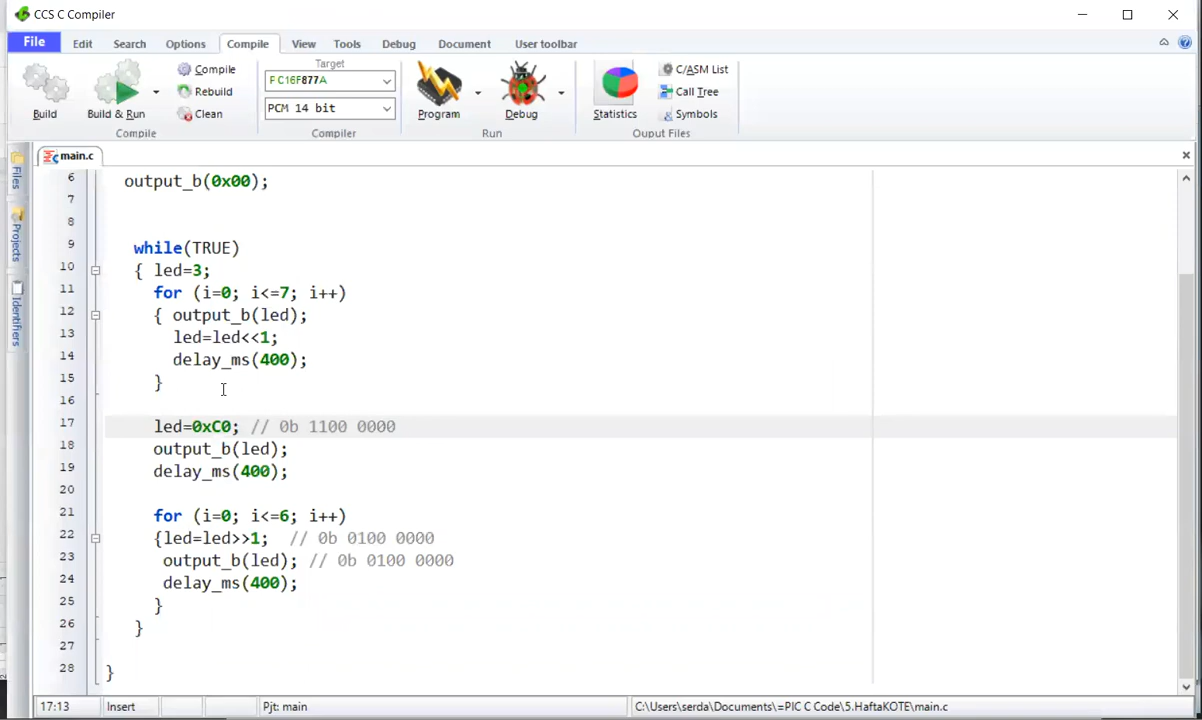 CCS C Compiler
File Edit Search Options Compile View Tools Debug Document User toolbar
Build
Build & Run
Compile
Rebuild
Clean
Compile
Target
PIC16F877A
PCM 14 bit
Compiler
Program
Debug
Run
Statistics
C/ASM List
Call Tree
Symbols
Ouput Files
Files
Projects
Identifiers
main.c
6 output_b(0x00);
7
8
9 while(TRUE)
10 { led=3;
11 for (i=0; i<=7; i++)
12 { output_b(led);
13 led=led<<1;
14 delay_ms(400);
15 }
16
17 led=0xC0; // 0b 1100 0000
18 output_b(led);
19 delay_ms(400);
20
21 for (i=0; i<=6; i++)
22 {led=led>>1; // 0b 0100 0000
23 output_b(led); // 0b 0100 0000
24 delay_ms(400);
25 }
26 }
27
28 }
17:13 Insert Pjt: main C:\Users\serda\Documents\=PIC C Code\5.HaftaKOTE\main.c